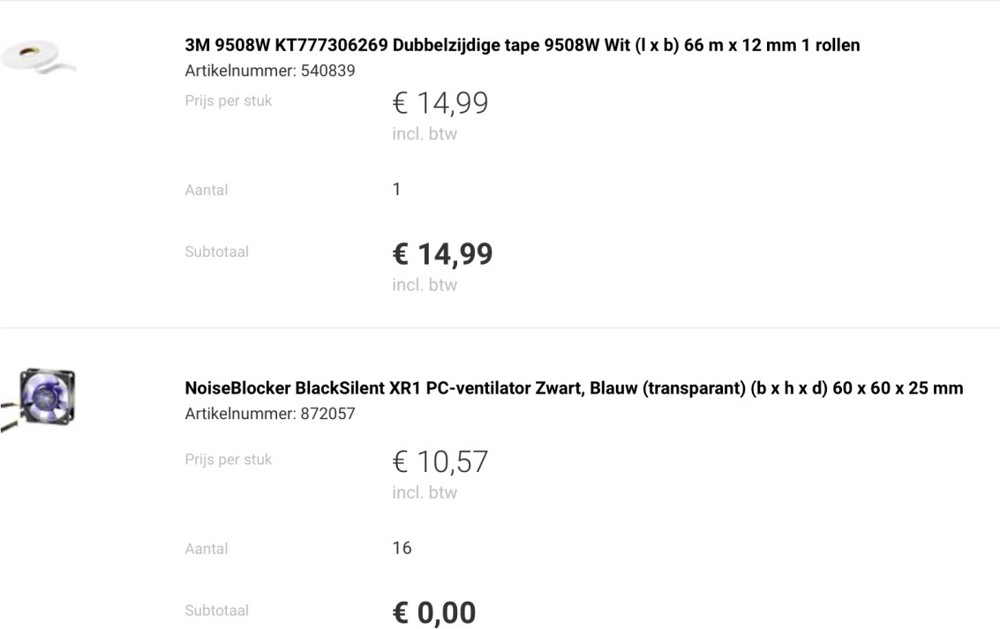 3M 9508W KT777306269 Dubbelzijdige tape 9508W Wit (l x b) 66 m x 12 mm 1 rollen
Artikelnummer: 540839
Prijs per stuk € 14,99
incl. btw
Aantal 1
Subtotaal € 14,99
incl. btw
NoiseBlocker BlackSilent XR1 PC-ventilator Zwart, Blauw (transparant) (b x h x d) 60 x 60 x 25 mm
Artikelnummer: 872057
Prijs per stuk € 10,57
incl. btw
Aantal 16
Subtotaal € 0,00